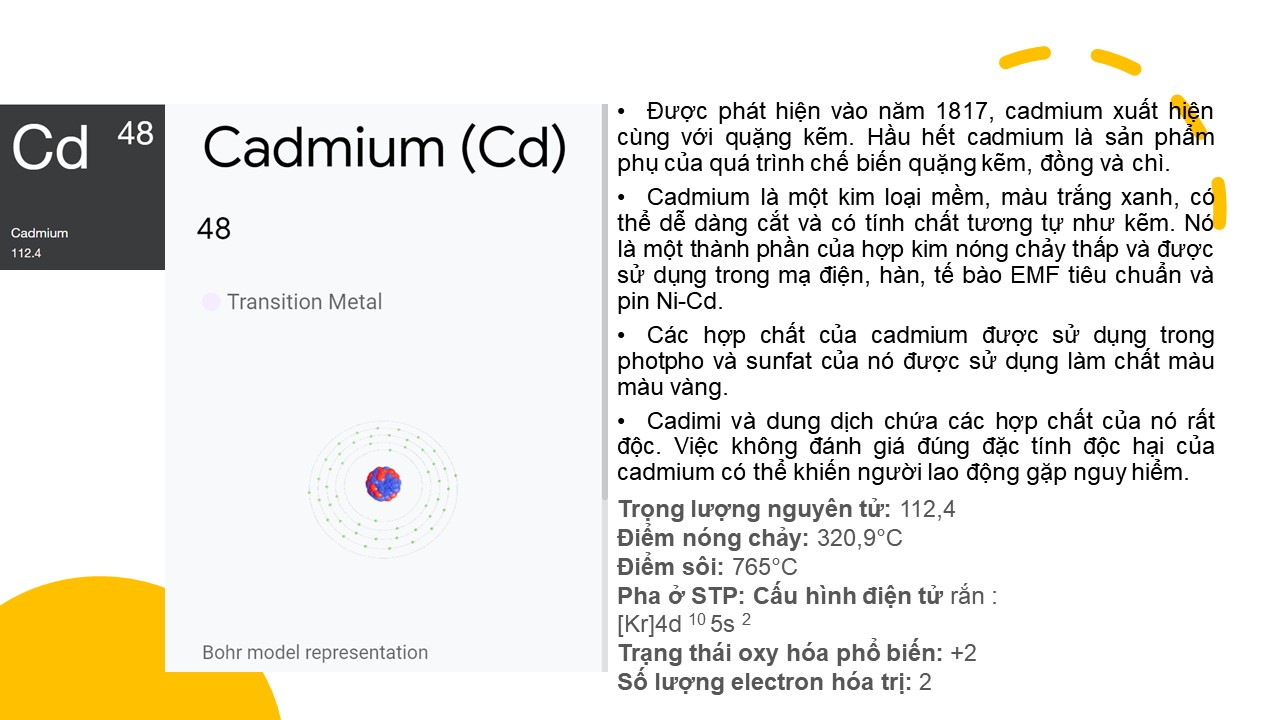 Cd 48
Cadmium
112.4
Cadmium (Cd)
48
Transition Metal
Bohr model representation
• Được phát hiện vào năm 1817, cadmium xuất hiện
cùng với quặng kẽm. Hầu hết cadmium là sản phẩm
phụ của quá trình chế biến quặng kẽm, đồng và chì.
• Cadmium là một kim loại mềm, màu trắng xanh, có
thể dễ dàng cắt và có tính chất tương tự như kẽm. Nó
là một thành phần của hợp kim nóng chảy thấp và được
sử dụng trong mạ điện, hàn, tế bào EMF tiêu chuẩn và
pin Ni-Cd.
• Các hợp chất của cadmium được sử dụng trong
photpho và sunfat của nó được sử dụng làm chất màu
màu vàng.
• Cadimi và dung dịch chứa các hợp chất của nó rất
độc. Việc không đánh giá đúng đặc tính độc hại của
cadmium có thể khiến người lao động gặp nguy hiểm.
Trọng lượng nguyên tử: 112,4
Điểm nóng chảy: 320,9°C
Điểm sôi: 765°C
Pha ở STP: Cấu hình điện tử rắn :
[Kr]4d ¹⁰ 5s ²
Trạng thái oxy hóa phổ biến: +2
Số lượng electron hóa trị: 2